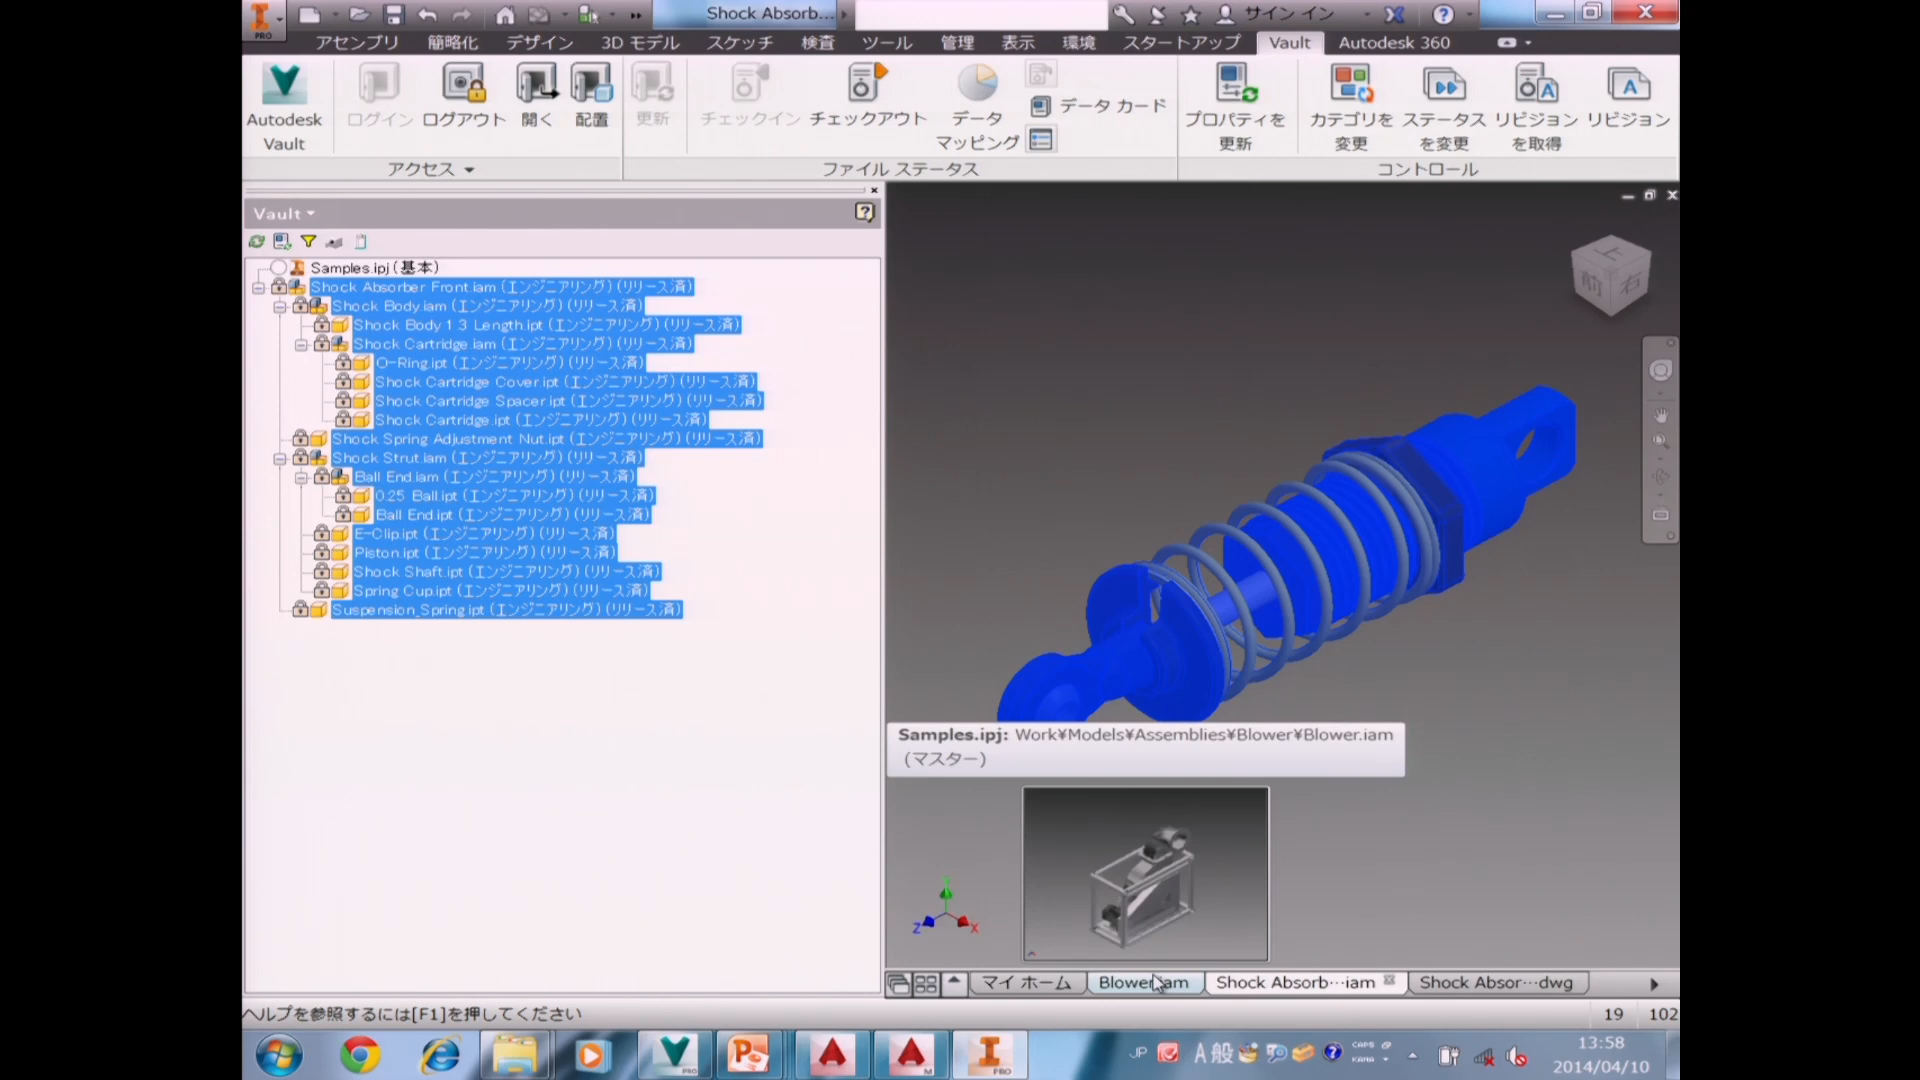 PRO
Shock Absorb...
サイン イン
アセンブリ 簡略化 デザイン 3D モデル スケッチ 検査 ツール 管理 表示 環境 スタートアップ Vault Autodesk 360
Autodesk Vault
ログイン ログアウト 開く 配置
更新
チェックイン チェックアウト
データ マッピング
データ カード
プロパティを 更新
カテゴリを 変更
ステータス を変更
リビジョン を取得
リビジョン
アクセス
ファイル ステータス
コントロール
Vault
Samples.ipj (基本)
Shock Absorber Front.iam (エンジニアリング) (リリース済)
Shock Body.iam (エンジニアリング) (リリース済)
Shock Body 1 3 Length.ipt (エンジニアリング) (リリース済)
Shock Cartridge.iam (エンジニアリング) (リリース済)
O-Ring.ipt (エンジニアリング) (リリース済)
Shock Cartridge Cover.ipt (エンジニアリング) (リリース済)
Shock Cartridge Spacer.ipt (エンジニアリング) (リリース済)
Shock Cartridge.ipt (エンジニアリング) (リリース済)
Shock Spring Adjustment Nut.ipt (エンジニアリング) (リリース済)
Shock Strut.iam (エンジニアリング) (リリース済)
Ball End.iam (エンジニアリング) (リリース済)
0.25 Ball.ipt (エンジニアリング) (リリース済)
Ball End.ipt (エンジニアリング) (リリース済)
E-Clip.ipt (エンジニアリング) (リリース済)
Piston.ipt (エンジニアリング) (リリース済)
Shock Shaft.ipt (エンジニアリング) (リリース済)
Spring Cup.ipt (エンジニアリング) (リリース済)
Suspension_Spring.ipt (エンジニアリング) (リリース済)
上
前 右
Samples.ipj: Work¥Models¥Assemblies¥Blower¥Blower.iam
(マスター)
Z X
マイ ホーム Blower.iam Shock Absorb…iam Shock Absor…dwg
ヘルプを参照するには[F1]を押してください
19 102
JP A 般 CAPS KANA
13:58
2014/04/10